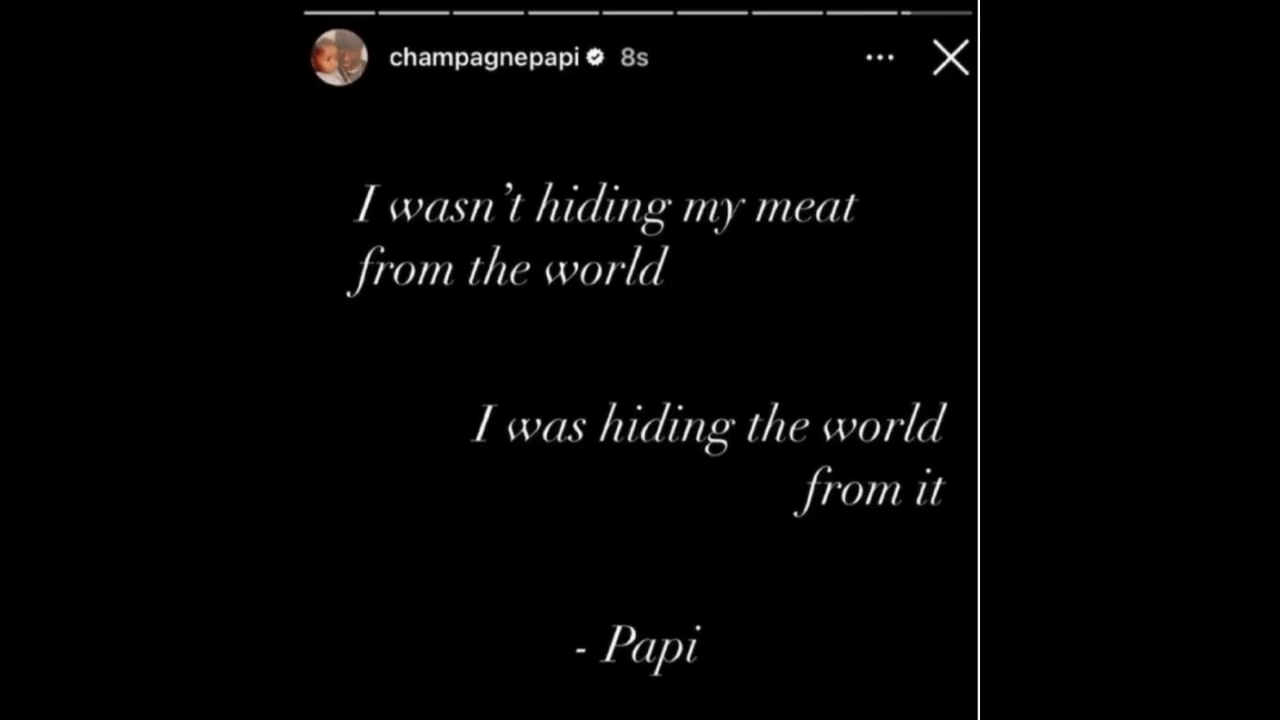 champagnepapi 8s
I wasn’t hiding my meat
from the world
I was hiding the world
from it
- Papi